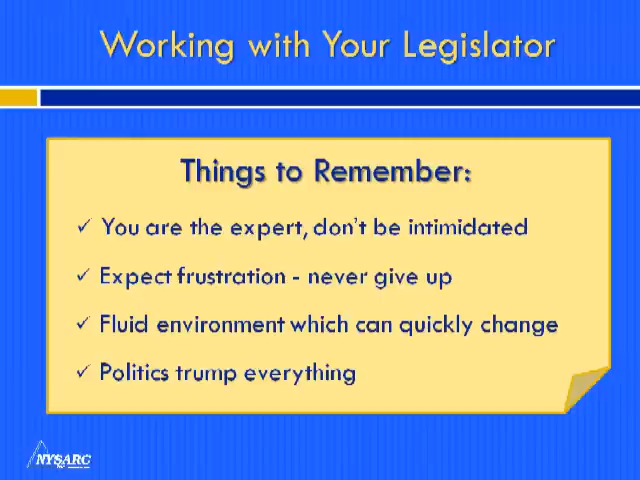 Working with Your Legislator
Things to Remember:
✓ You are the expert, don't be intimidated
✓ Expect frustration - never give up
✓ Fluid environment which can quickly change
✓ Politics trump everything
NYSARC